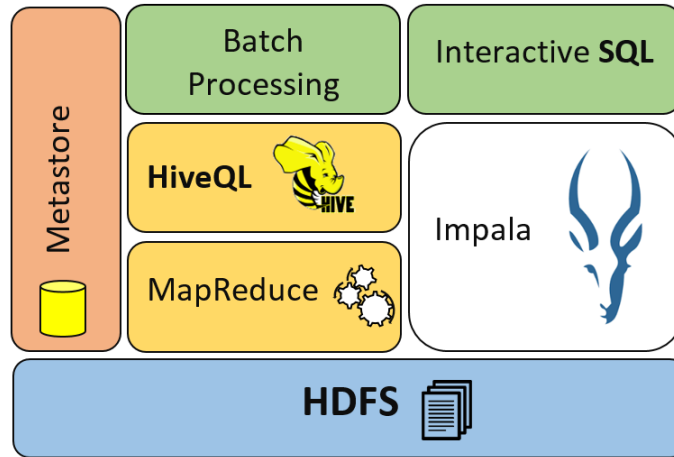 Metastore
Batch
Processing
Interactive SQL
HiveQL
HIVE
Impala
MapReduce
HDFS